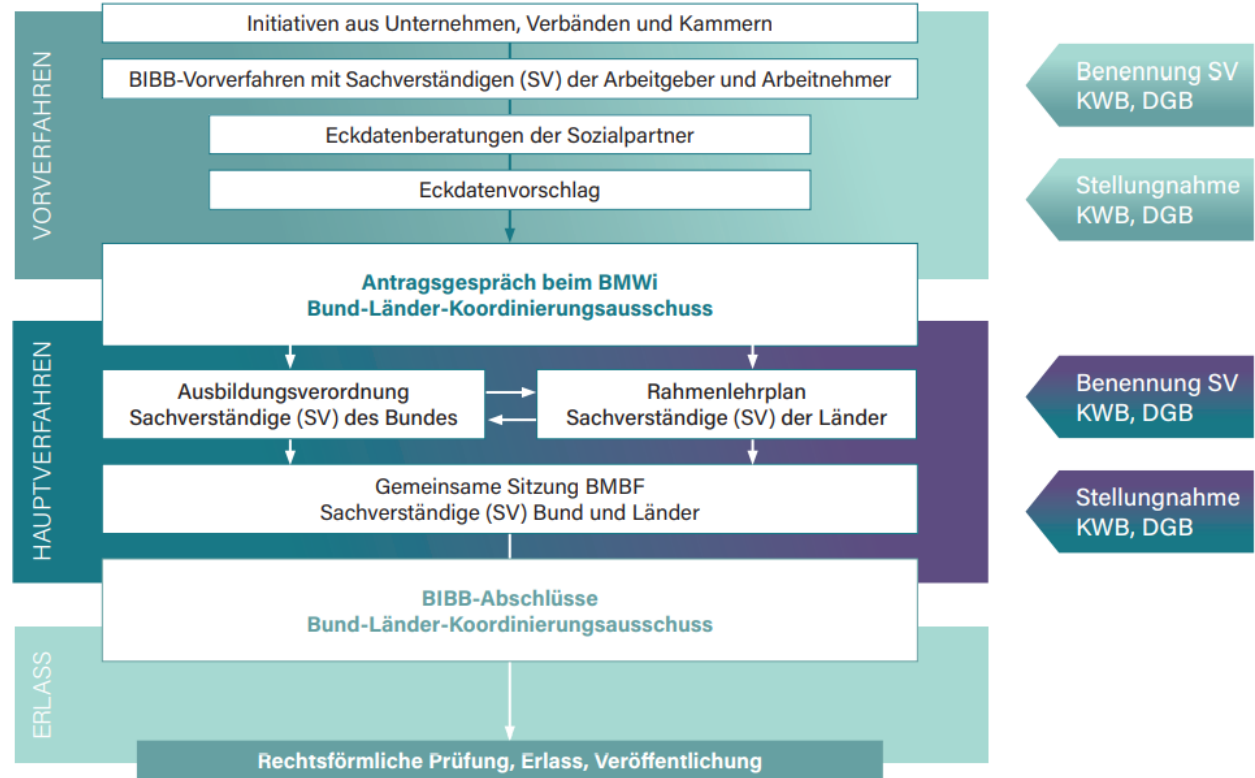 VORVERFAHREN
Initiativen aus Unternehmen, Verbänden und Kammern
BIBB-Vorverfahren mit Sachverständigen (SV) der Arbeitgeber und Arbeitnehmer
Benennung SV
KWB, DGB
Eckdatenberatungen der Sozialpartner
Eckdatenvorschlag
Stellungnahme
KWB, DGB
Antragsgespräch beim BMWi
Bund-Länder-Koordinierungsausschuss
HAUPTVERFAHREN
Ausbildungsverordnung
Sachverständige (SV) des Bundes
Rahmenlehrplan
Sachverständige (SV) der Länder
Benennung SV
KWB, DGB
Gemeinsame Sitzung BMBF
Sachverständige (SV) Bund und Länder
Stellungnahme
KWB, DGB
BIBB-Abschlüsse
Bund-Länder-Koordinierungsausschuss
ERLASS
Rechtsförmliche Prüfung, Erlass, Veröffentlichung